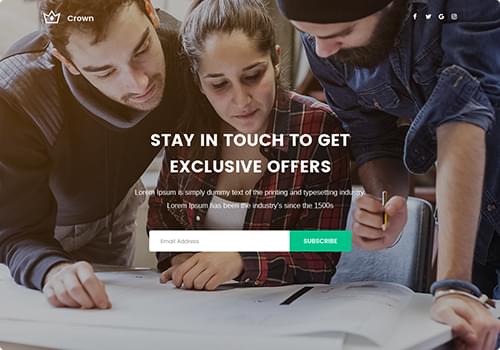 Crown
STAY IN TOUCH TO GET
EXCLUSIVE OFFERS
Lorem Ipsum is simply dummy text of the printing and typesetting industry.
Lorem Ipsum has been the industry's since the 1500s
Email Address
SUBSCRIBE